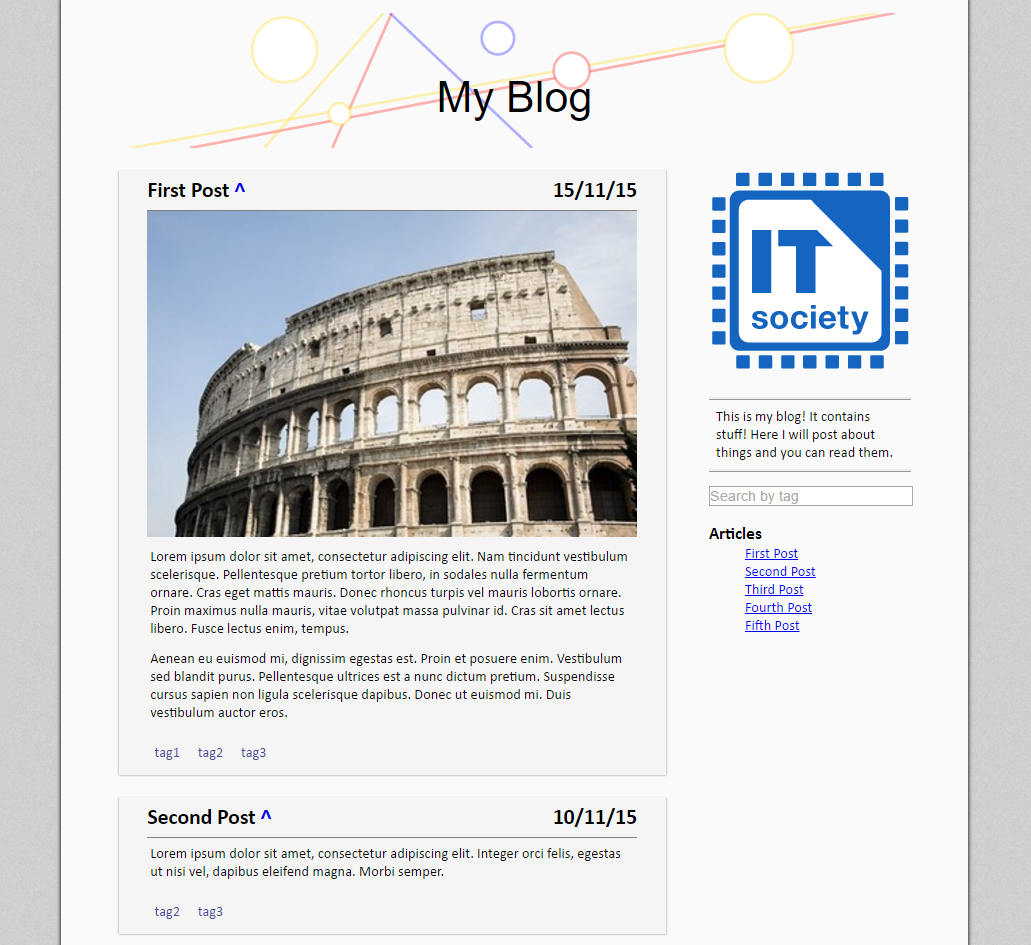 My Blog
First Post ^ 15/11/15
Lorem ipsum dolor sit amet, consectetur adipiscing elit. Nam tincidunt vestibulum
scelerisque. Pellentesque pretium tortor libero, in sodales nulla fermentum
ornare. Cras eget mattis mauris. Donec rhoncus turpis vel mauris lobortis ornare.
Proin maximus nulla mauris, vitae volutpat massa pulvinar id. Cras sit amet lectus
libero. Fusce lectus enim, tempus.
Aenean eu euismod mi, dignissim egestas est. Proin et posuere enim. Vestibulum
sed blandit purus. Pellentesque ultrices est a nunc dictum pretium. Suspendisse
cursus sapien non ligula scelerisque dapibus. Donec ut euismod mi. Duis
vestibulum auctor eros.
tag1 tag2 tag3
Second Post ^ 10/11/15
Lorem ipsum dolor sit amet, consectetur adipiscing elit. Integer orci felis, egestas
ut nisi vel, dapibus eleifend magna. Morbi semper.
tag2 tag3
IT
society
This is my blog! It contains
stuff! Here I will post about
things and you can read them.
Search by tag
Articles
First Post
Second Post
Third Post
Fourth Post
Fifth Post